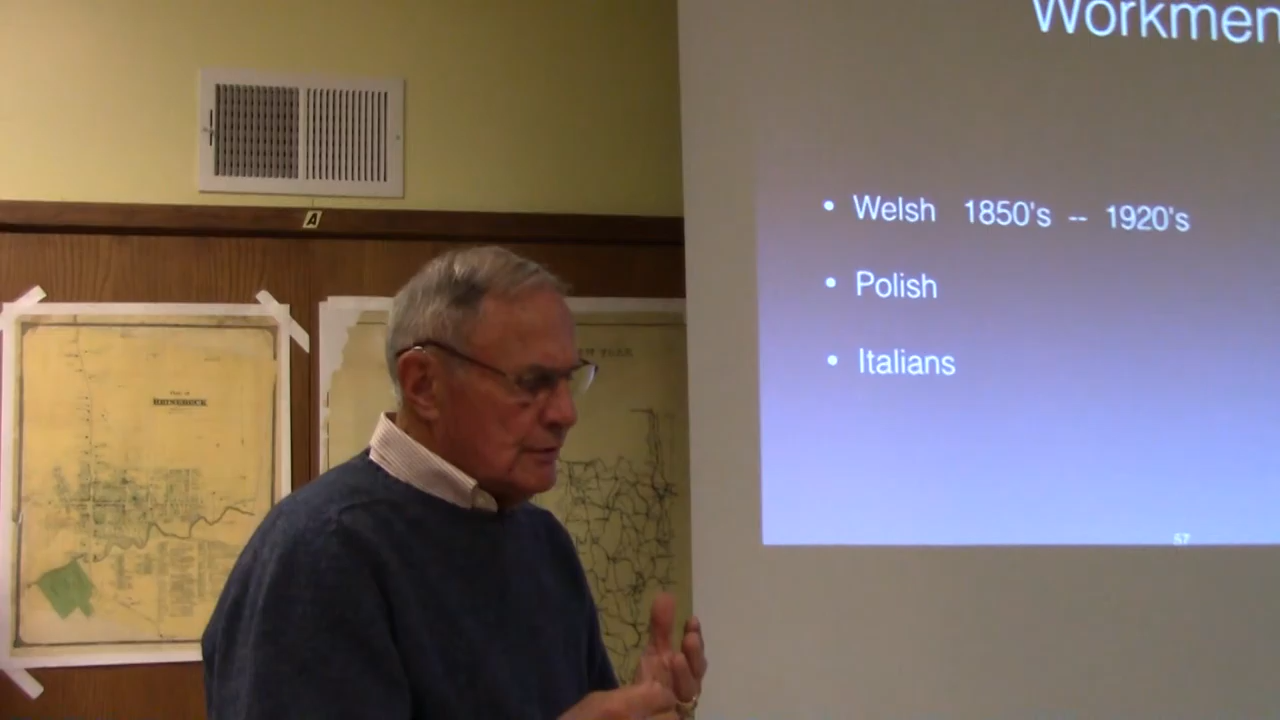 Workmen
• Welsh 1850's -- 1920's
• Polish
• Italians
57
A
RHINEBECK